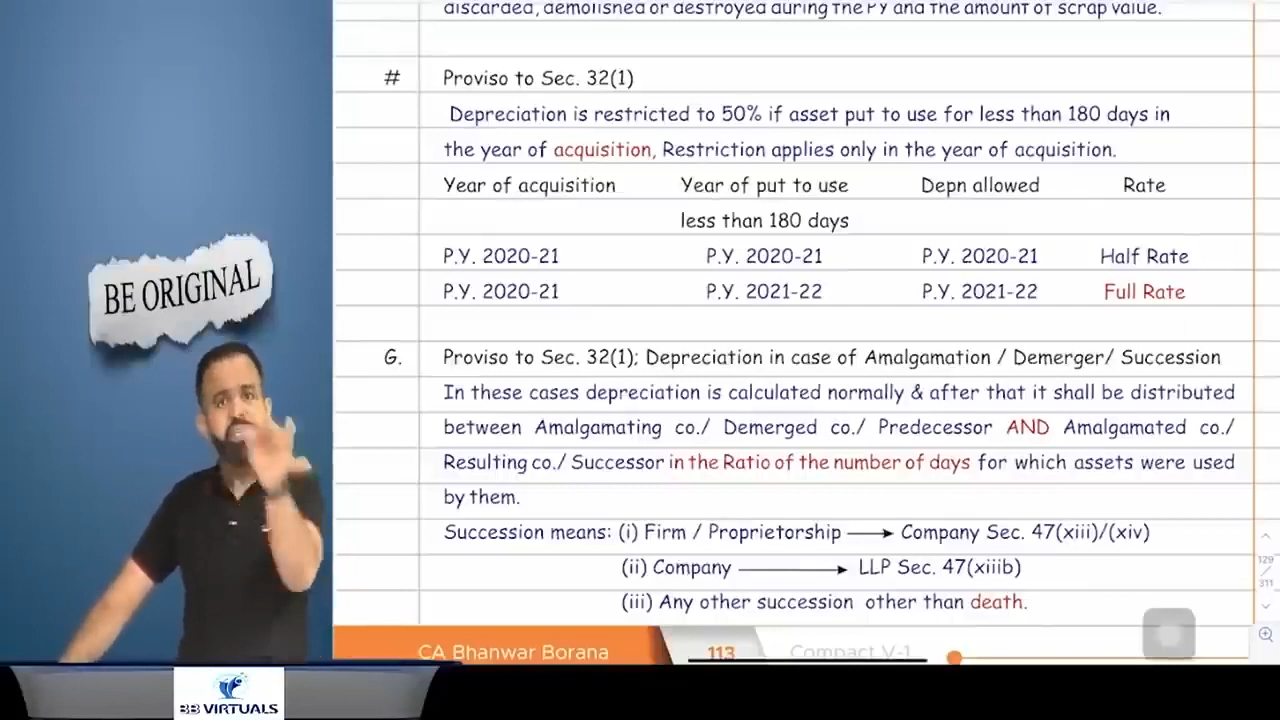 discarded, demolished or destroyed during the PY and the amount of scrap value.
# Proviso to Sec. 32(1)
Depreciation is restricted to 50% if asset put to use for less than 180 days in
the year of acquisition, Restriction applies only in the year of acquisition.
Year of acquisition Year of put to use Depn allowed Rate
less than 180 days
P.Y. 2020-21 P.Y. 2020-21 P.Y. 2020-21 Half Rate
P.Y. 2020-21 P.Y. 2021-22 P.Y. 2021-22 Full Rate
G. Proviso to Sec. 32(1); Depreciation in case of Amalgamation / Demerger/ Succession
In these cases depreciation is calculated normally & after that it shall be distributed
between Amalgamating co./ Demerged co./ Predecessor AND Amalgamated co./
Resulting co./ Successor in the Ratio of the number of days for which assets were used
by them.
Succession means: (i) Firm / Proprietorship → Company Sec. 47(xiii)/(xiv)
(ii) Company → LLP Sec. 47(xiiib)
(iii) Any other succession other than death.
CA Bhanwar Borana 113 Compact V-1
129
/
311
BE ORIGINAL
BB VIRTUALS